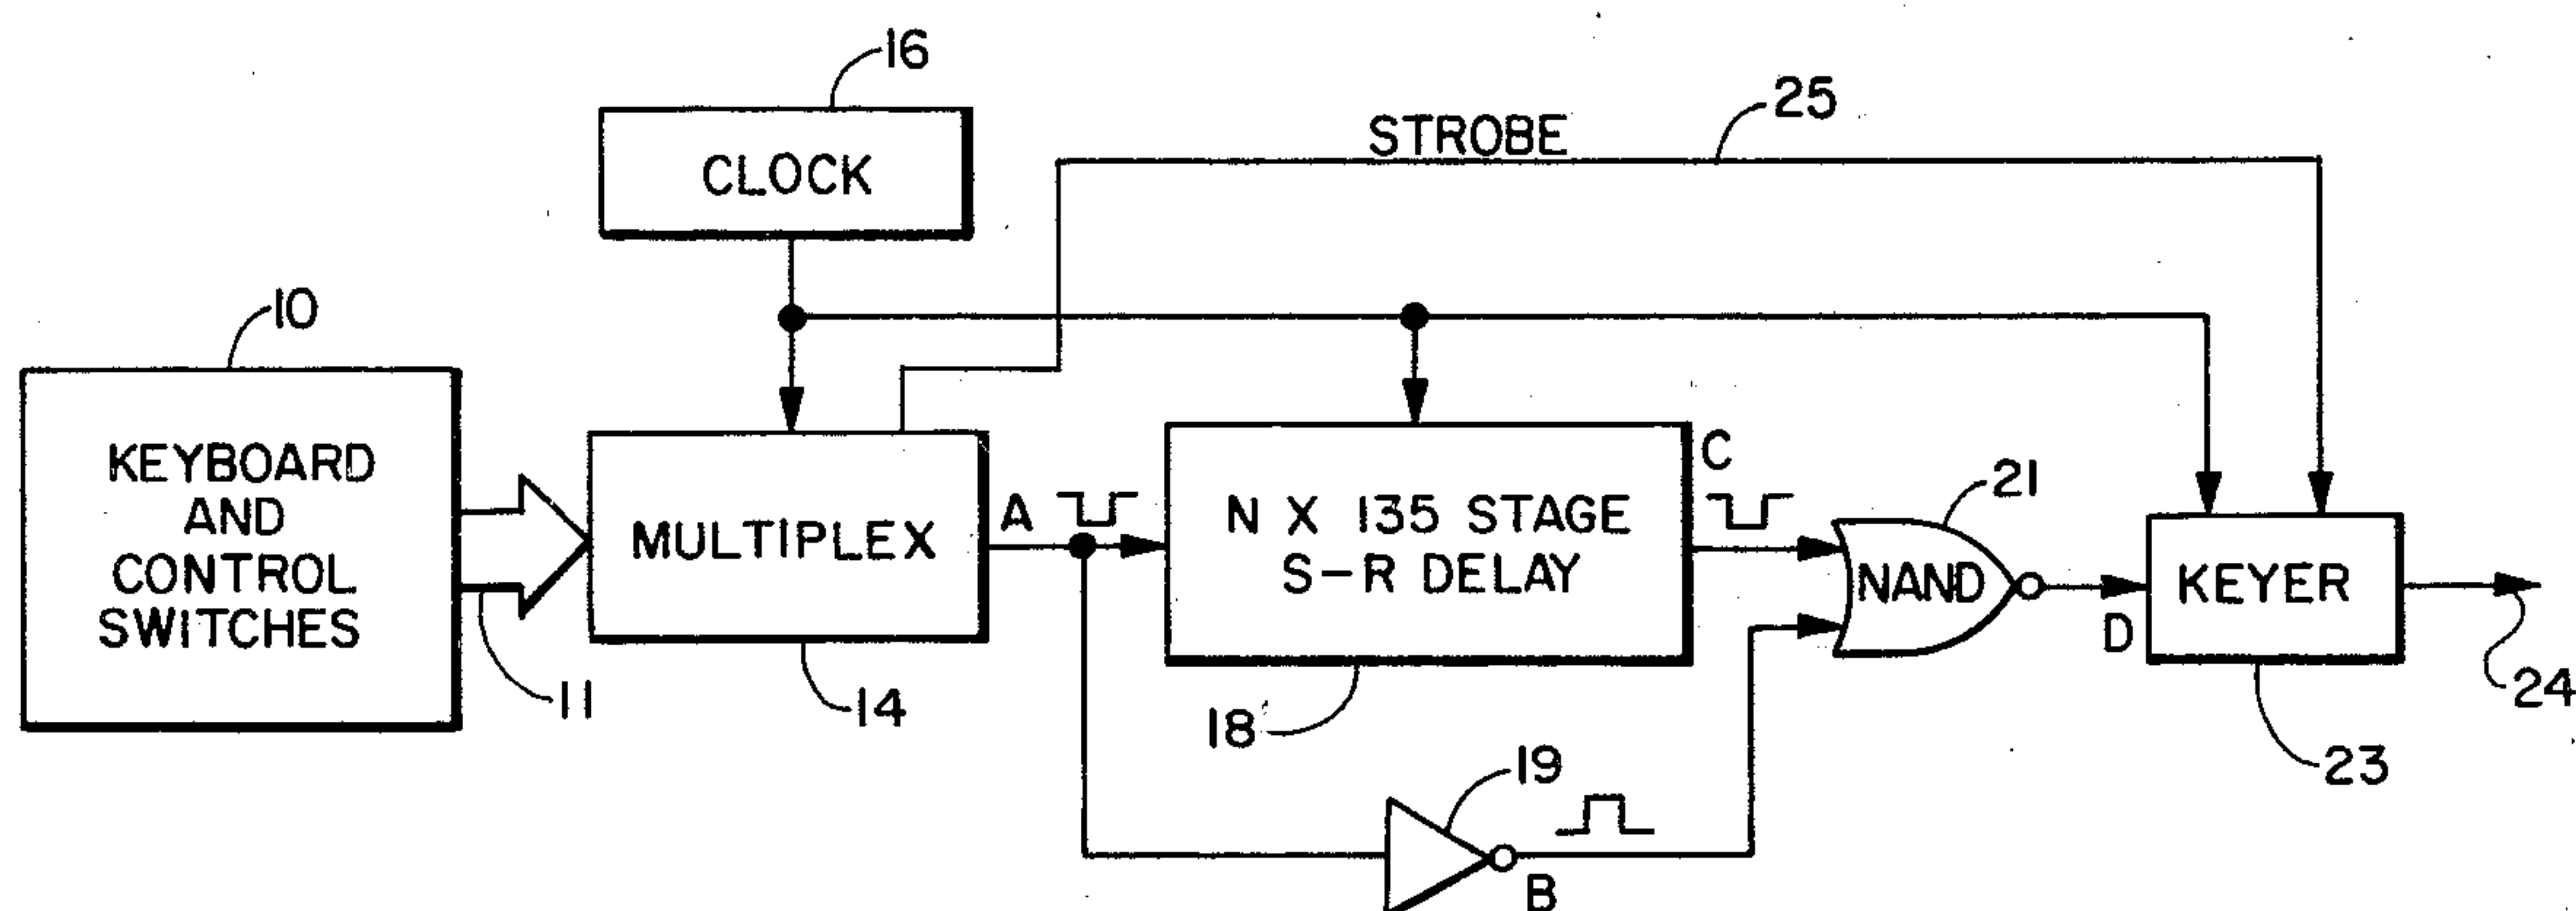 16
CLOCK
STROBE
25
10
KEYBOARD
AND
CONTROL
SWITCHES
11
MULTIPLEX
14
A
N X 135 STAGE
S-R DELAY
18
C
19
B
NAND
21
D
KEYER
23
24